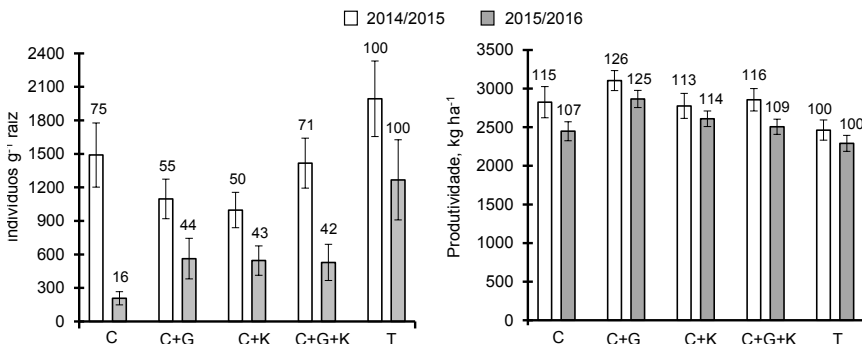 2014/2015 2015/2016
Indivíduos g⁻¹ raiz
2400
2100
1800
1500
1200
900
600
300
0
75 55 50 71 100
16 44 43 42 100
C C+G C+K C+G+K T
Produtividade, kg ha⁻¹
3500
3000
2500
2000
1500
1000
500
0
115 126 113 116 100
107 125 114 109 100
C C+G C+K C+G+K T